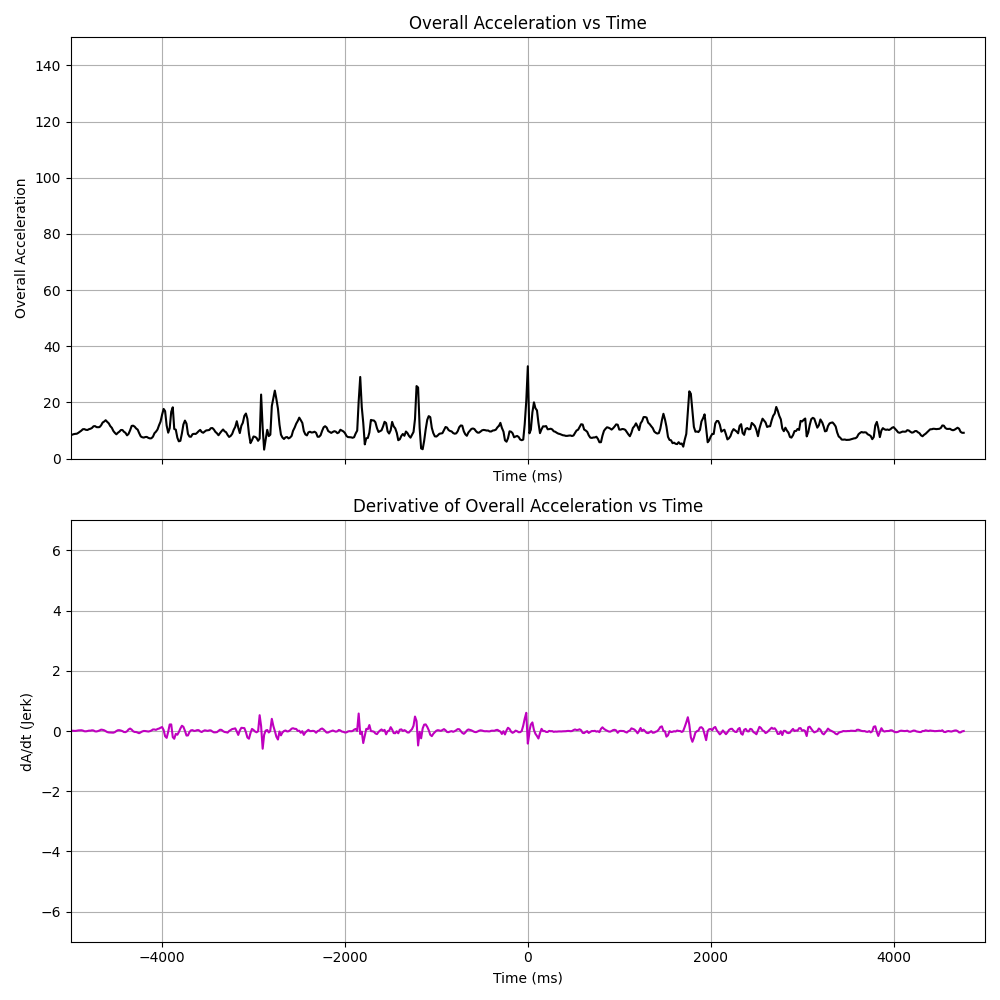 Overall Acceleration vs Time
140
120
100
80
60
40
20
0
Overall Acceleration
Time (ms)
Derivative of Overall Acceleration vs Time
6
4
2
0
−2
−4
−6
dA/dt (Jerk)
−4000 −2000 0 2000 4000
Time (ms)